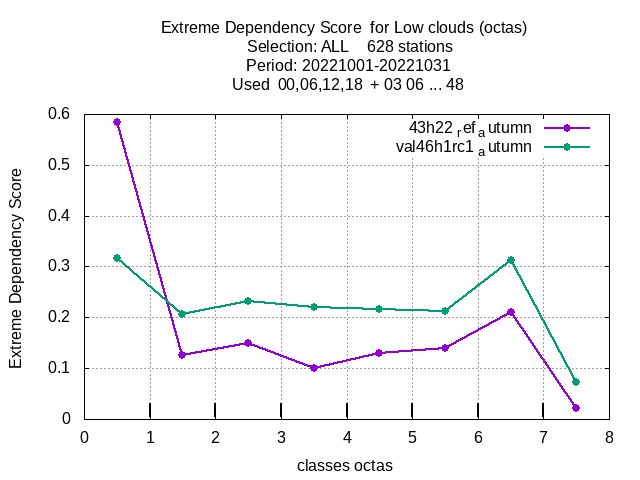 Extreme Dependency Score  for Low clouds (octas)
Selection: ALL    628 stations
Period: 20221001-20221031
Used  00,06,12,18  + 03 06 ... 48
43h22 ref autumn
val46h1rc1 autumn
Extreme Dependency Score
0.6
0.5
0.4
0.3
0.2
0.1
0
0 1 2 3 4 5 6 7 8
classes octas